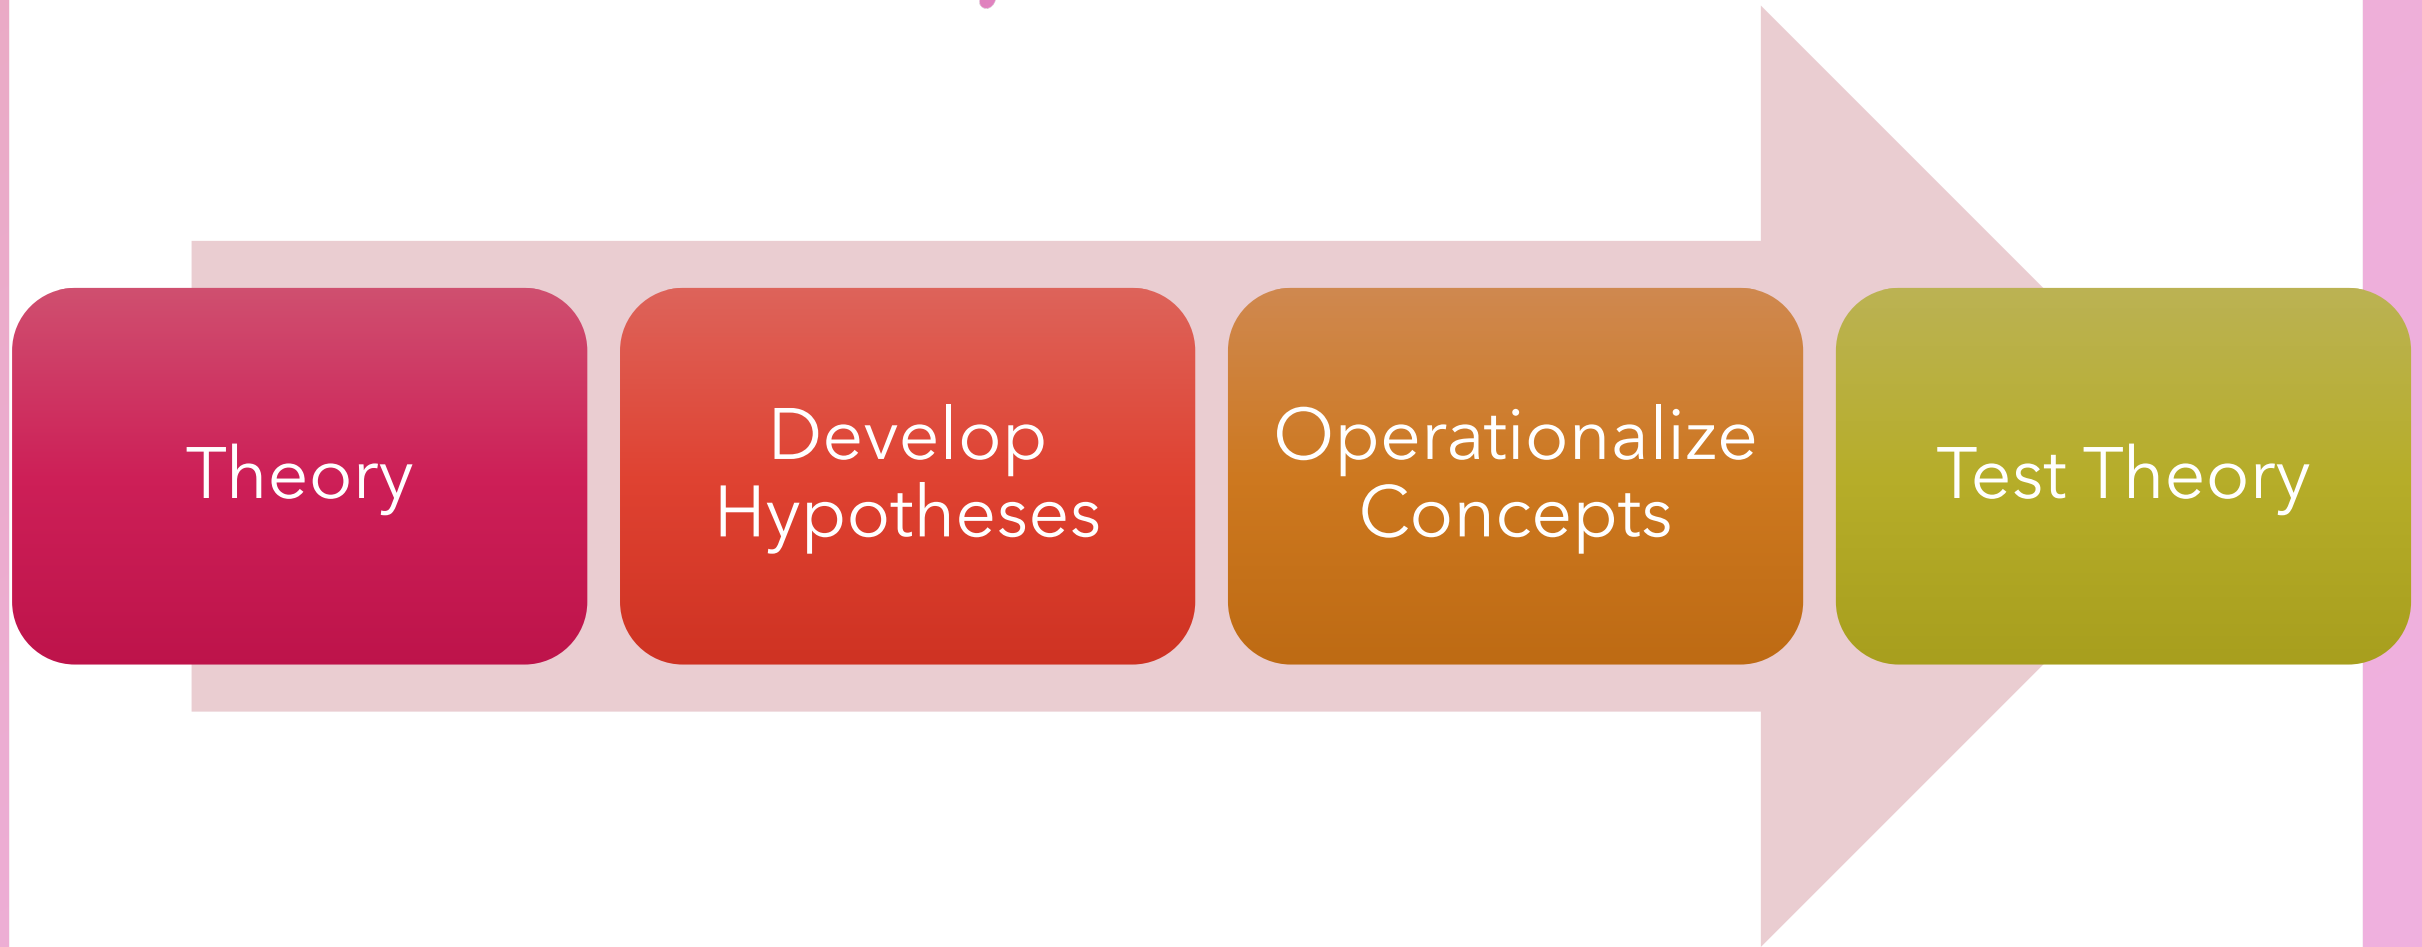 Theory
Develop
Hypotheses
Operationalize
Concepts
Test Theory